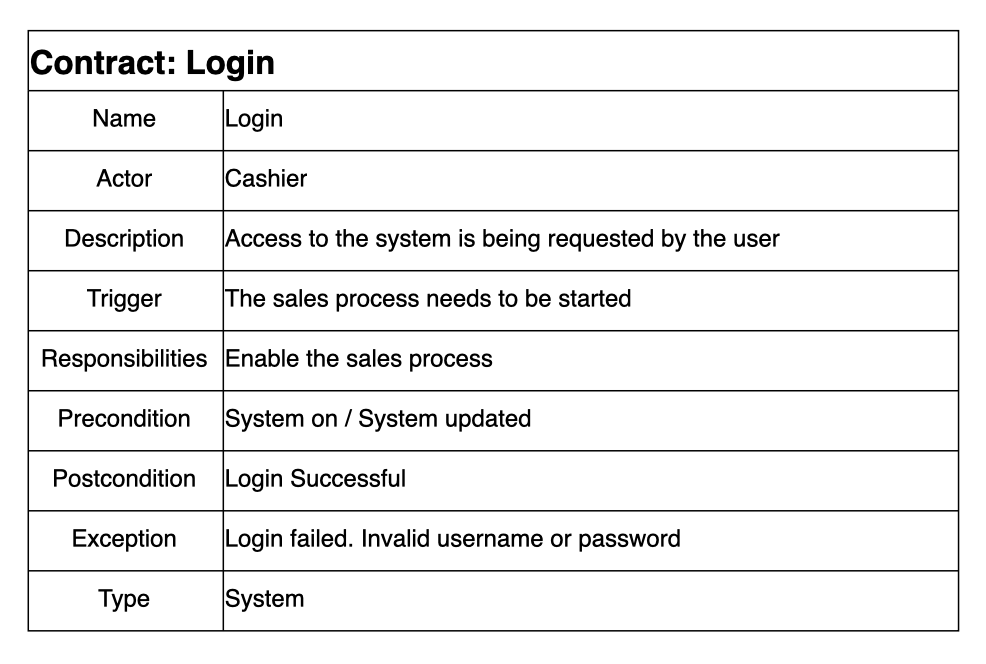 Contract: Login
Name Login
Actor Cashier
Description Access to the system is being requested by the user
Trigger The sales process needs to be started
Responsibilities Enable the sales process
Precondition System on / System updated
Postcondition Login Successful
Exception Login failed. Invalid username or password
Type System